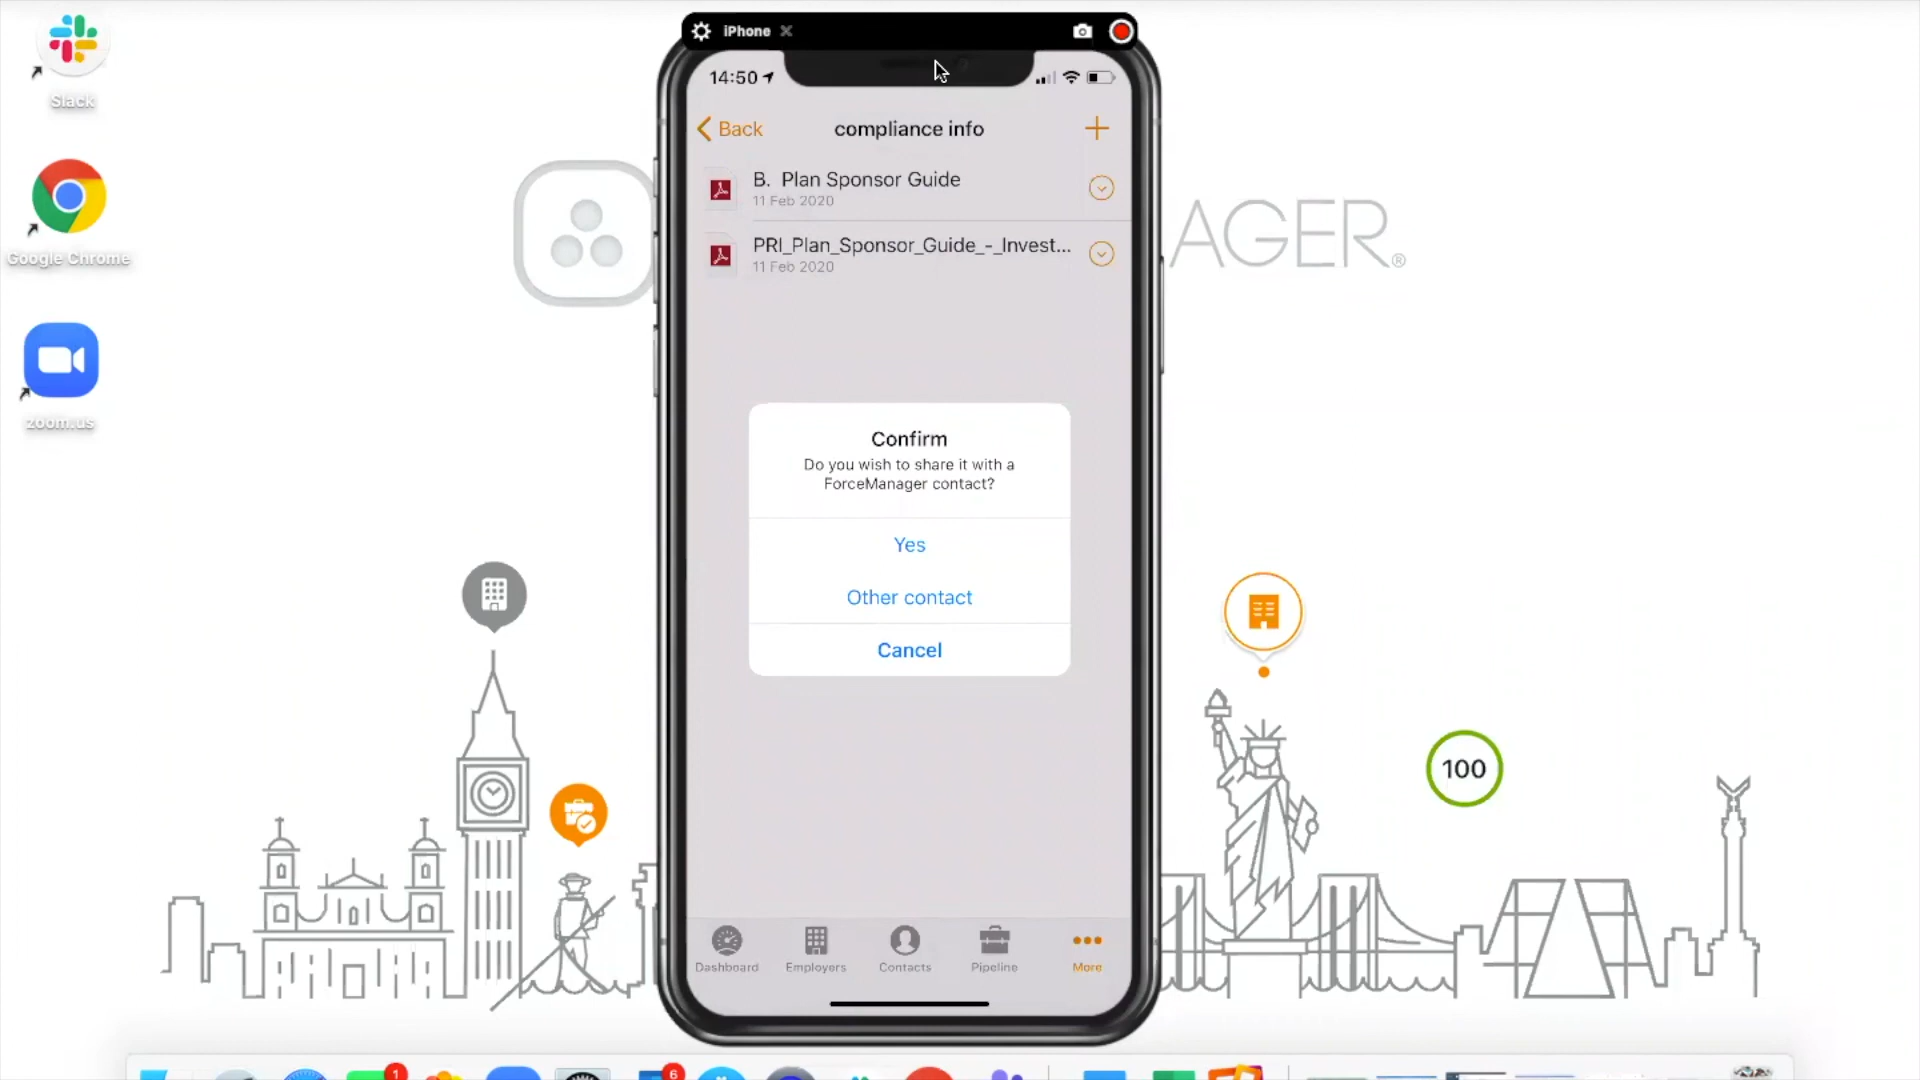 iPhone
14:50
Back
compliance info
B. Plan Sponsor Guide
11 Feb 2020
PRI_Plan_Sponsor_Guide_-_Invest...
11 Feb 2020
Confirm
Do you wish to share it with a
ForceManager contact?
Yes
Other contact
Cancel
Dashboard
Employers
Contacts
Pipeline
More
Slack
Google Chrome
zoom.us
AGER®
100
1
6